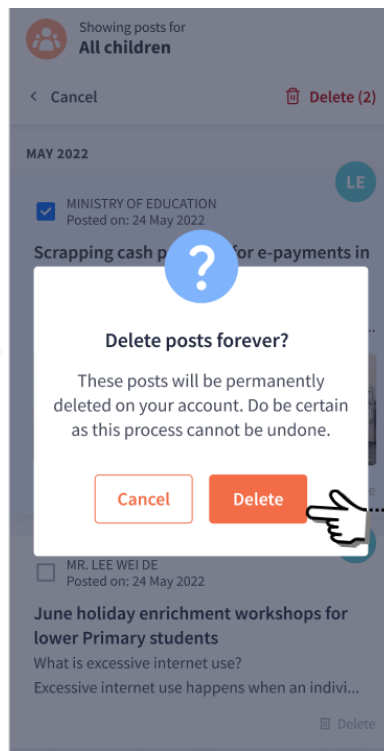 Showing posts for
All children
Cancel
Delete (2)
MAY 2022
LE
MINISTRY OF EDUCATION
Posted on: 24 May 2022
Scrapping cash p for e-payments in
?
Delete posts forever?
These posts will be permanently
deleted on your account. Do be certain
as this process cannot be undone.
Cancel
Delete
MR. LEE WEI DE
Posted on: 24 May 2022
June holiday enrichment workshops for
lower Primary students
What is excessive internet use?
Excessive internet use happens when an indivi...
Delete